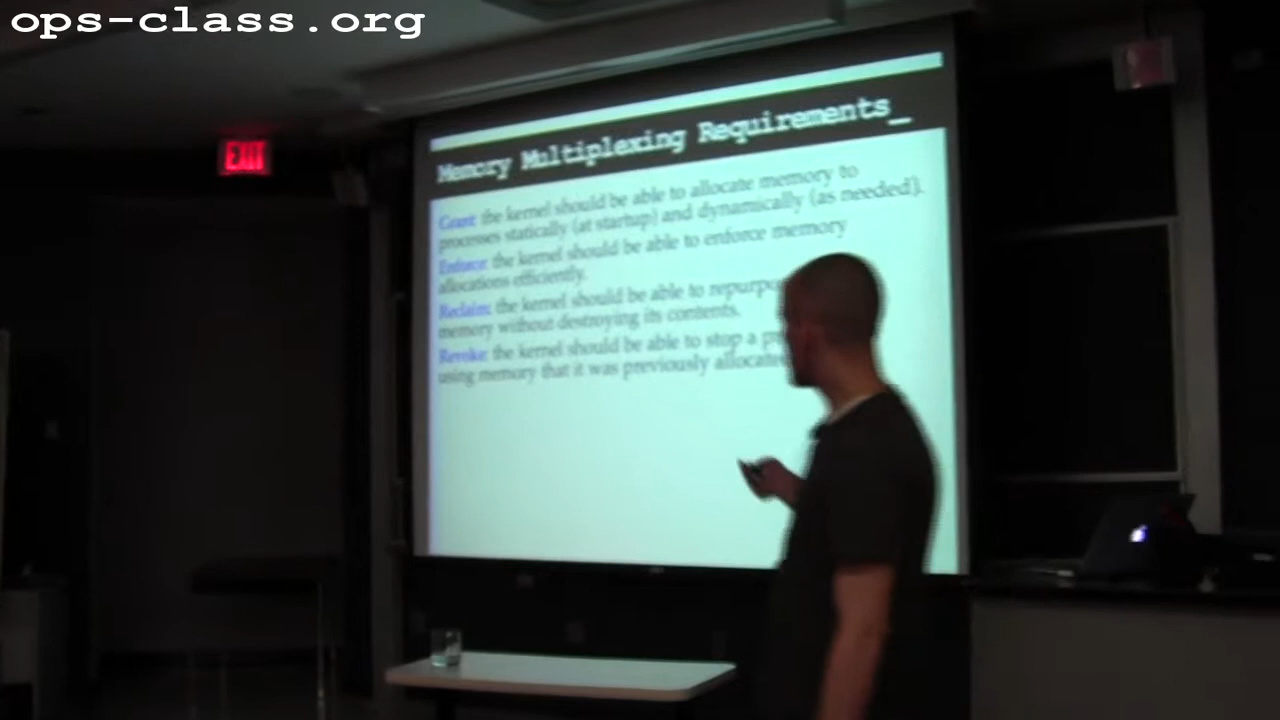 ops-class.org
EXIT
Memory Multiplexing Requirements_
Grant: the kernel should be able to allocate memory to
processes statically (at startup) and dynamically (as needed).
Enforce: the kernel should be able to enforce memory
allocations efficiently.
Reclaim: the kernel should be able to
memory without destroying its contents.
Revoke: the kernel should be able to stop a
using memory that it was previously